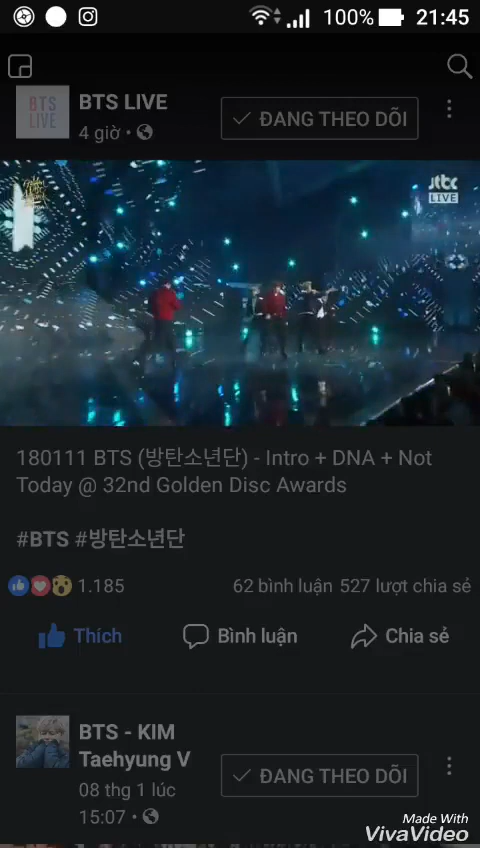 100% 21:45
BTS LIVE
BTS LIVE
4 giờ
ĐANG THEO DÕI
jtbc
LIVE
180111 BTS (방탄소년단) - Intro + DNA + Not
Today @ 32nd Golden Disc Awards
#BTS #방탄소년단
1.185 62 bình luận 527 lượt chia sẻ
Thích Bình luận Chia sẻ
BTS - KIM
Taehyung V
08 thg 1 lúc
15:07
ĐANG THEO DÕI
Made With
VivaVideo